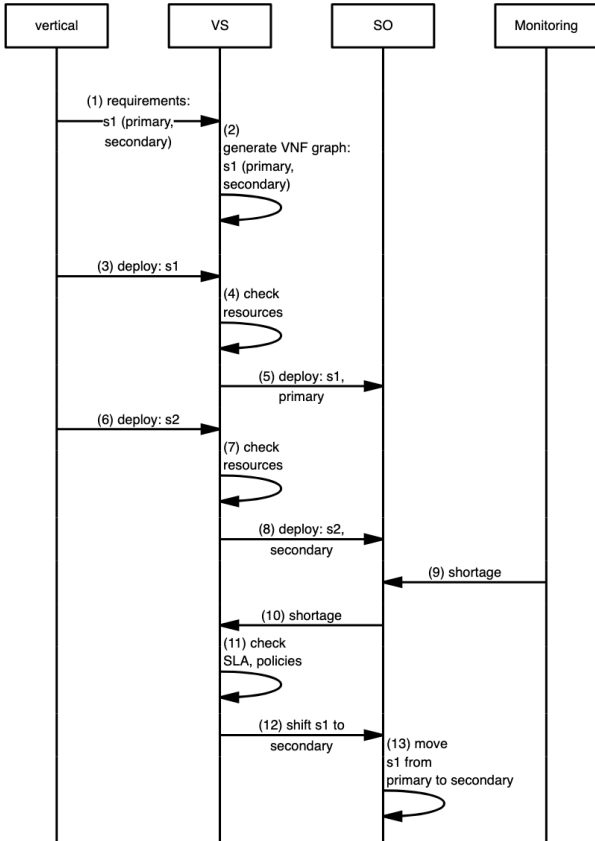 vertical
VS
SO
Monitoring
(1) requirements:
s1 (primary,
secondary)
(2)
generate VNF graph:
s1 (primary,
secondary)
(3) deploy: s1
(4) check
resources
(5) deploy: s1,
primary
(6) deploy: s2
(7) check
resources
(8) deploy: s2,
secondary
(9) shortage
(10) shortage
(11) check
SLA, policies
(12) shift s1 to
secondary
(13) move
s1 from
primary to secondary